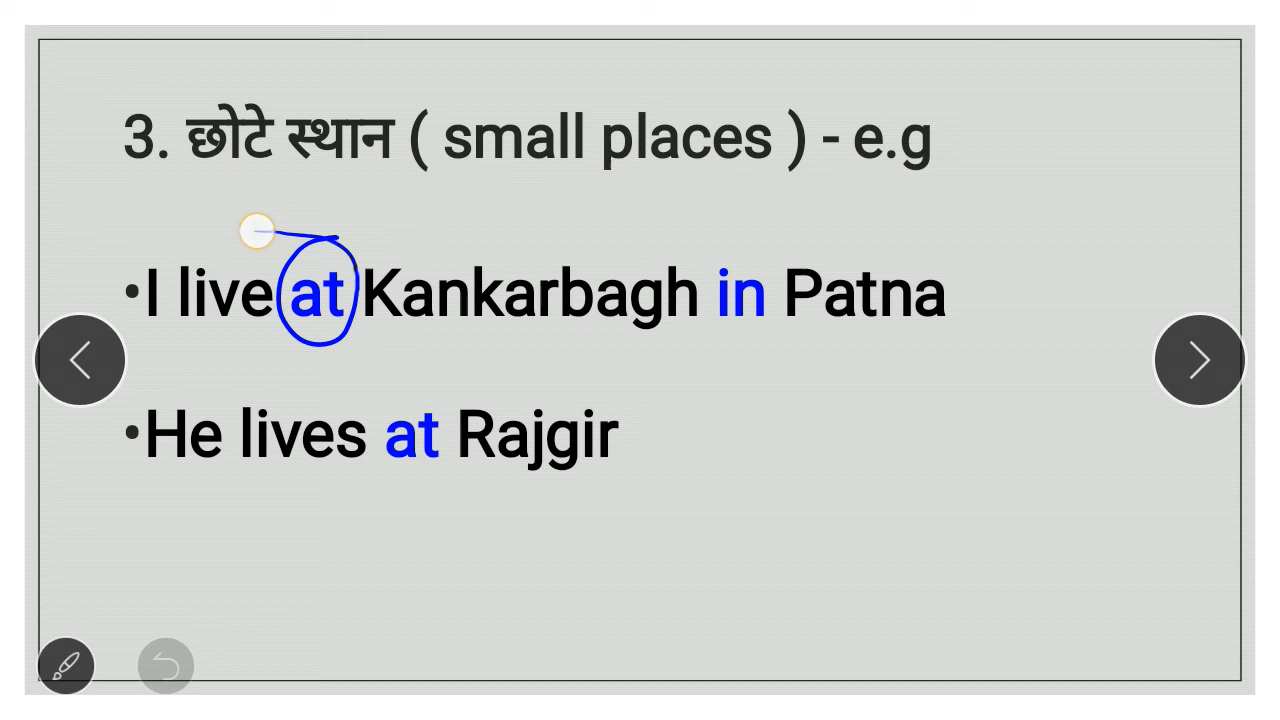 3. छोटे स्थान ( small places ) - e.g
•I live at Kankarbagh in Patna
•He lives at Rajgir